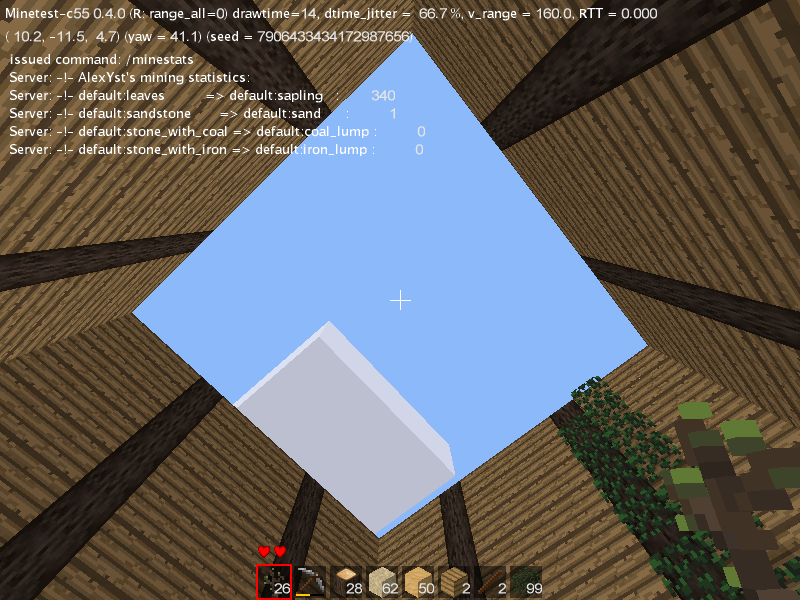 Minetest-c55 0.4.0 (R: range_all=0) drawtime=14, dtime_jitter = 66.7 %, v_range = 160.0, RTT = 0.000
( 10.2, -11.5, 4.7) (yaw = 41.1) (seed = 7906433434172987656)
issued command: /minestats
Server: -!- AlexYst's mining statistics:
Server: -!- default:leaves => default:sapling : 340
Server: -!- default:sandstone => default:sand : 1
Server: -!- default:stone_with_coal => default:coal_lump : 0
Server: -!- default:stone_with_iron => default:iron_lump : 0
26 28 62 50 2 2 99